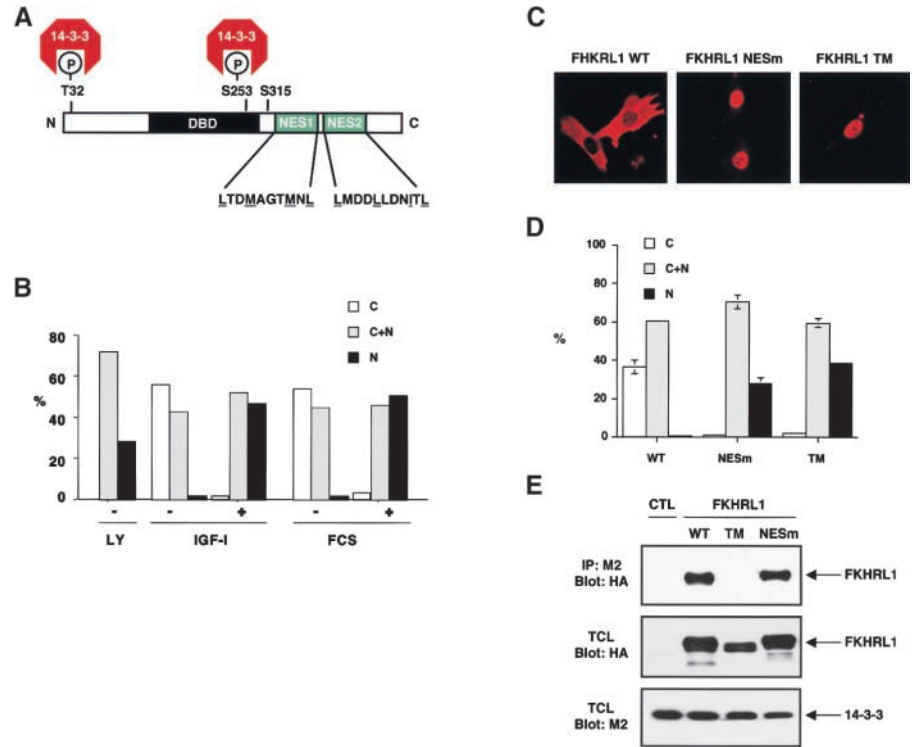 A
14-3-3
14-3-3
P
P
T32
S253
S315
N
DBD
NES1
NES2
C
LTDMAGTMNL
LMDDLLDNITL
B
C
C+N
N
80
60
40
20
0
%
-
-
+
-
+
LY
IGF-I
FCS
C
FHKRL1 WT
FKHRL1 NESm
FKHRL1 TM
D
C
C+N
N
100
80
60
40
20
0
%
WT
NESm
TM
E
CTL
FKHRL1
WT
TM
NESm
IP: M2
Blot: HA
FKHRL1
TCL
Blot: HA
FKHRL1
TCL
Blot: M2
14-3-3